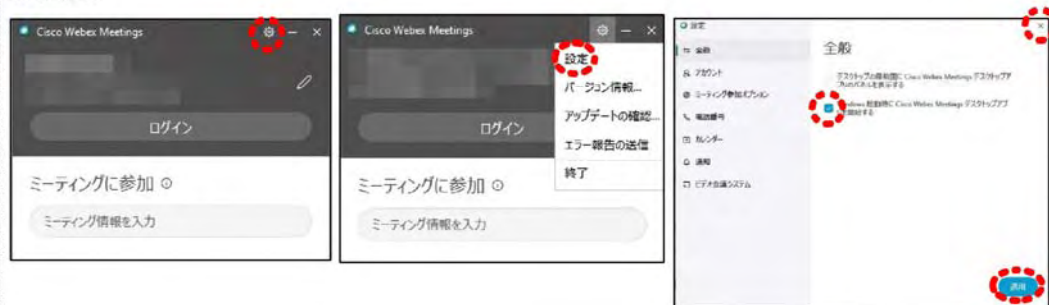 Cisco Webex Meetings
ログイン
ミーティングに参加
ミーティング情報を入力
Cisco Webex Meetings
設定
バージョン情報...
アップデートの確認...
エラー報告の送信
終了
ログイン
ミーティングに参加
ミーティング情報を入力
設定
全般
アカウント
ミーティング参加オプション
電話番号
カレンダー
通知
ビデオ会議システム
全般
デスクトップの起動時に Cisco Webex Meetings デスクトップア
プリのパネルを表示する
Windows 起動時に Cisco Webex Meetings デスクトップアプ
を開始する
適用